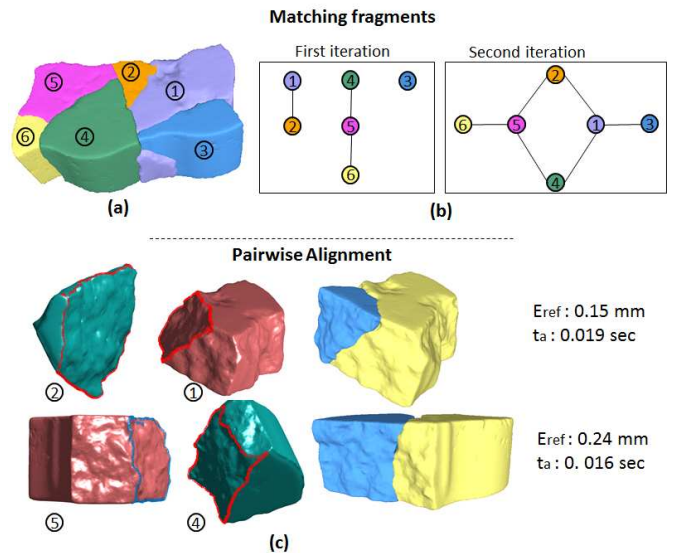 Matching fragments
First iteration
Second iteration
5
2
1
6
4
3
1
4
3
2
5
6
2
6
5
1
3
4
(a)
(b)
Pairwise Alignment
2
1
Eref : 0.15 mm
ta : 0.019 sec
5
4
Eref : 0.24 mm
ta : 0. 016 sec
(c)